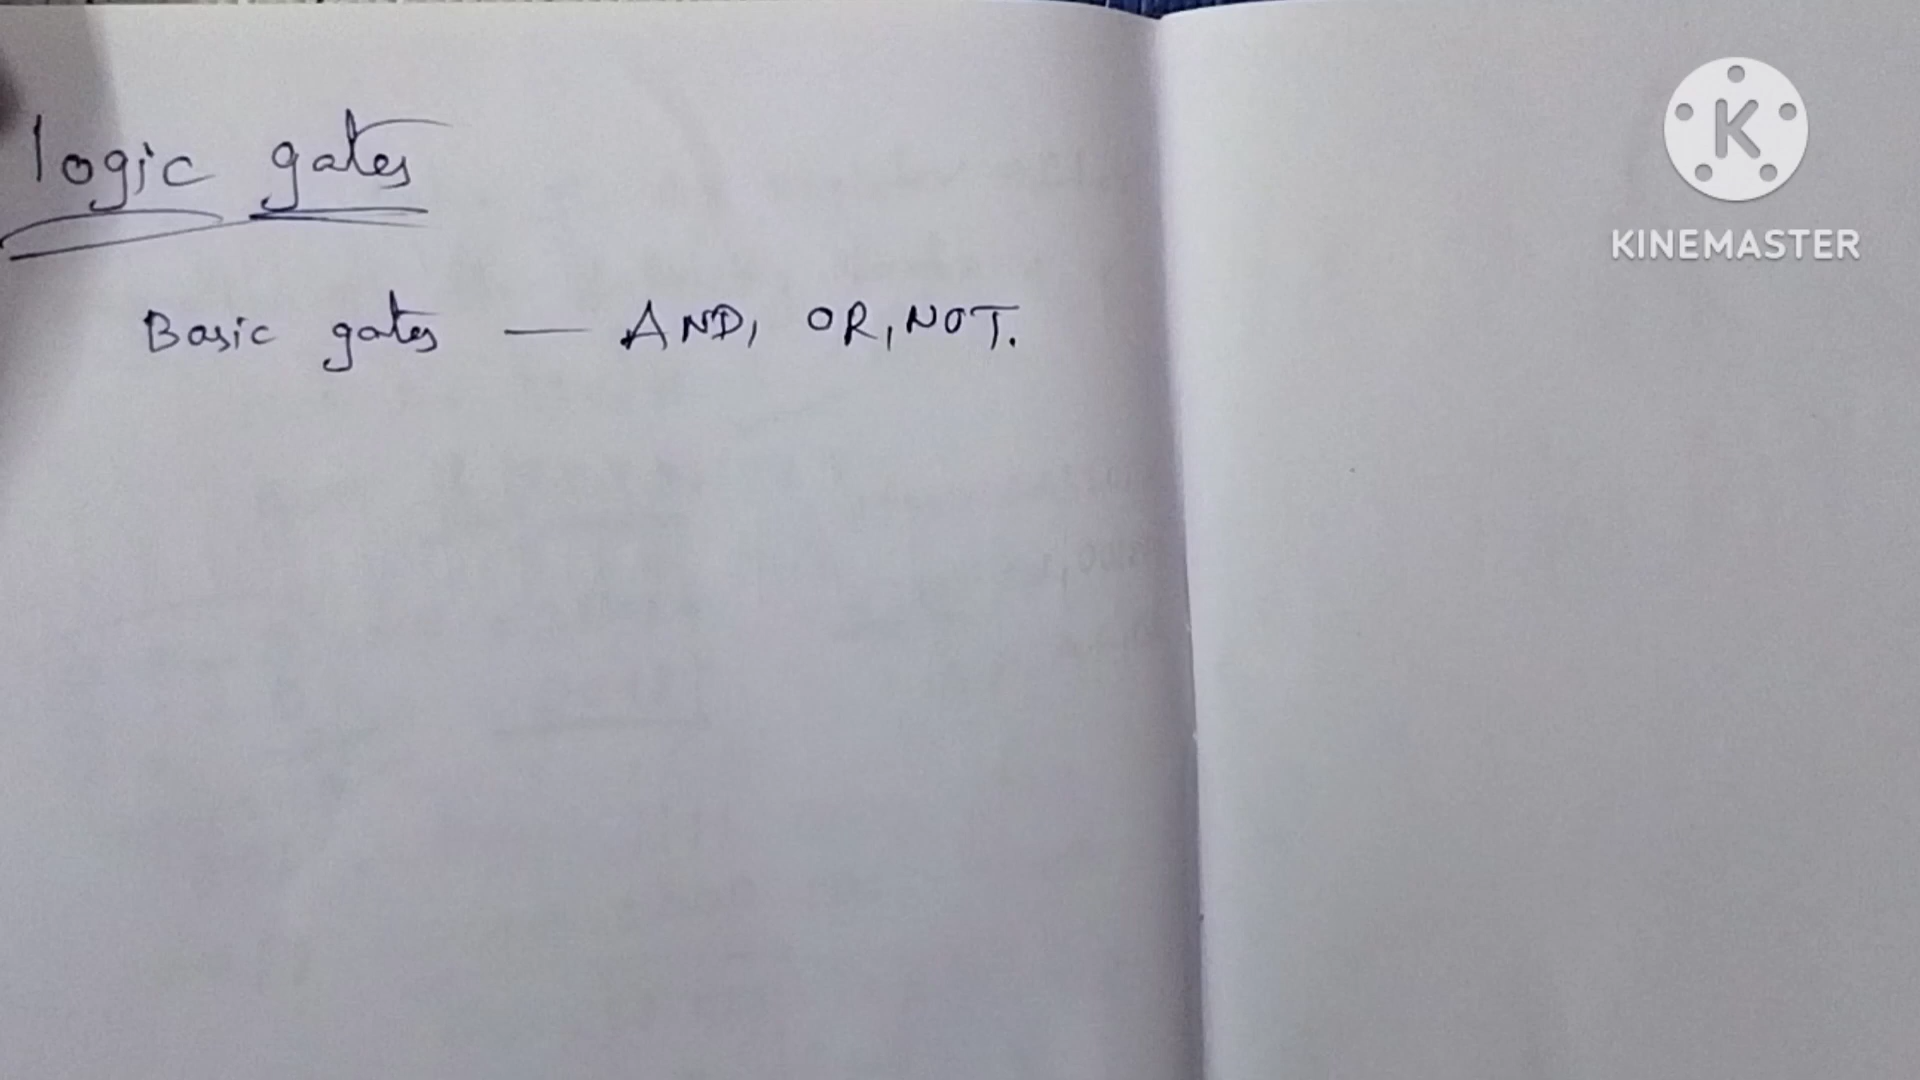 logic gates
Basic gates — AND, OR, NOT.
KINEMASTER